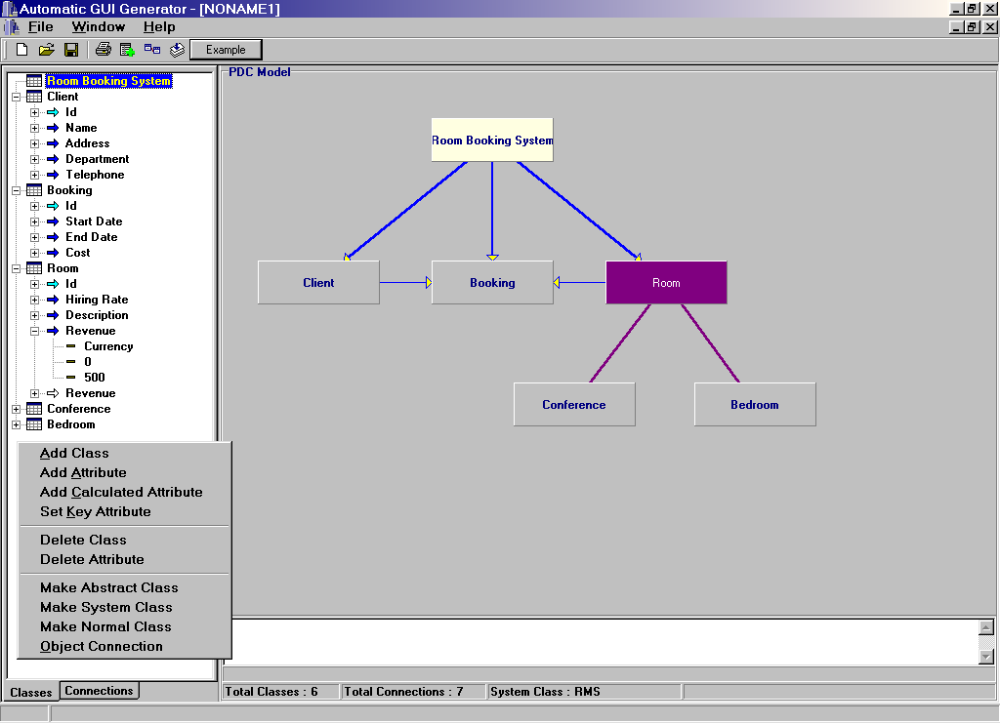 Automatic GUI Generator - [NONAME1]
File Window Help
Example
Room Booking System
Client
Id
Name
Address
Department
Telephone
Booking
Id
Start Date
End Date
Cost
Room
Id
Hiring Rate
Description
Revenue
Currency
0
500
Revenue
Conference
Bedroom
Add Class
Add Attribute
Add Calculated Attribute
Set Key Attribute
Delete Class
Delete Attribute
Make Abstract Class
Make System Class
Make Normal Class
Object Connection
Classes Connections
PDC Model
Room Booking System
Client Booking Room
Conference Bedroom
Total Classes : 6 Total Connections : 7 System Class : RMS